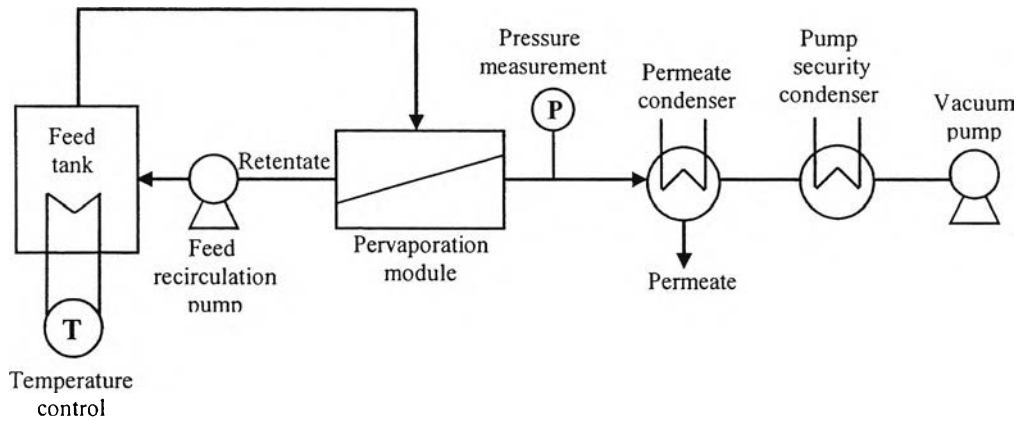 Pressure
measurement
P
Permeate
condenser
Pump
security
condenser
Vacuum
pump
Feed
tank
Retentate
Pervaporation
module
Feed
recirculation
pump
Permeate
T
Temperature
control